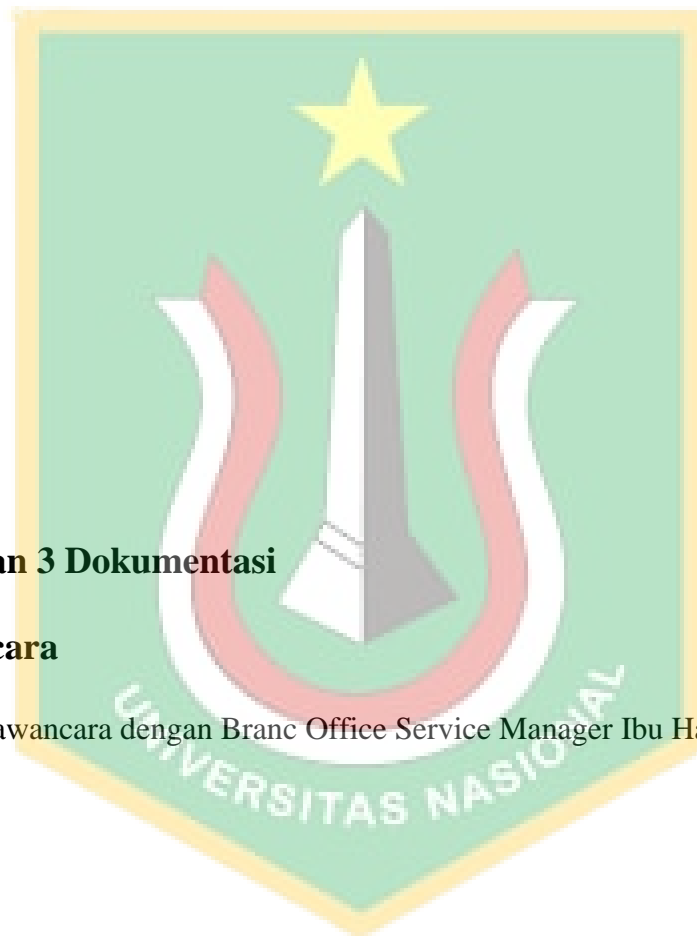 an 3 Dokumentasi
cara
awancara dengan Branc Office Service Manager Ibu Ha
UNIVERSITAS NASIONAL